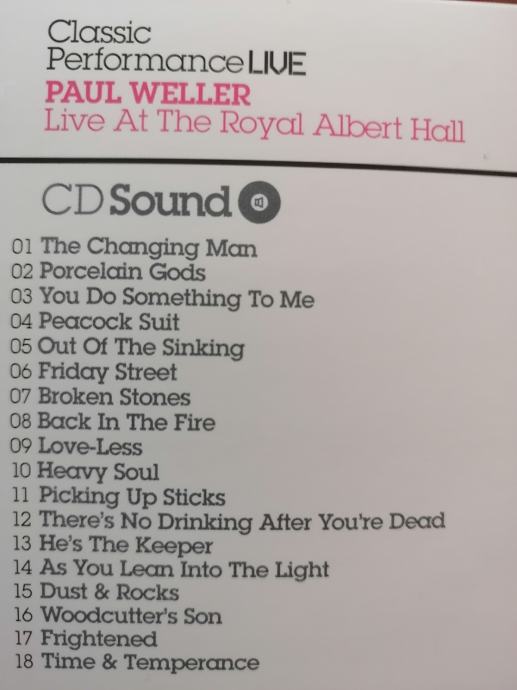 Classic
Performance LIVE
PAUL WELLER
Live At The Royal Albert Hall
CD Sound
01 The Changing Man
02 Porcelain Gods
03 You Do Something To Me
04 Peacock Suit
05 Out Of The Sinking
06 Friday Street
07 Broken Stones
08 Back In The Fire
09 Love-Less
10 Heavy Soul
11 Picking Up Sticks
12 There's No Drinking After You're Dead
13 He's The Keeper
14 As You Lean Into The Light
15 Dust & Rocks
16 Woodcutter's Son
17 Frightened
18 Time & Temperance